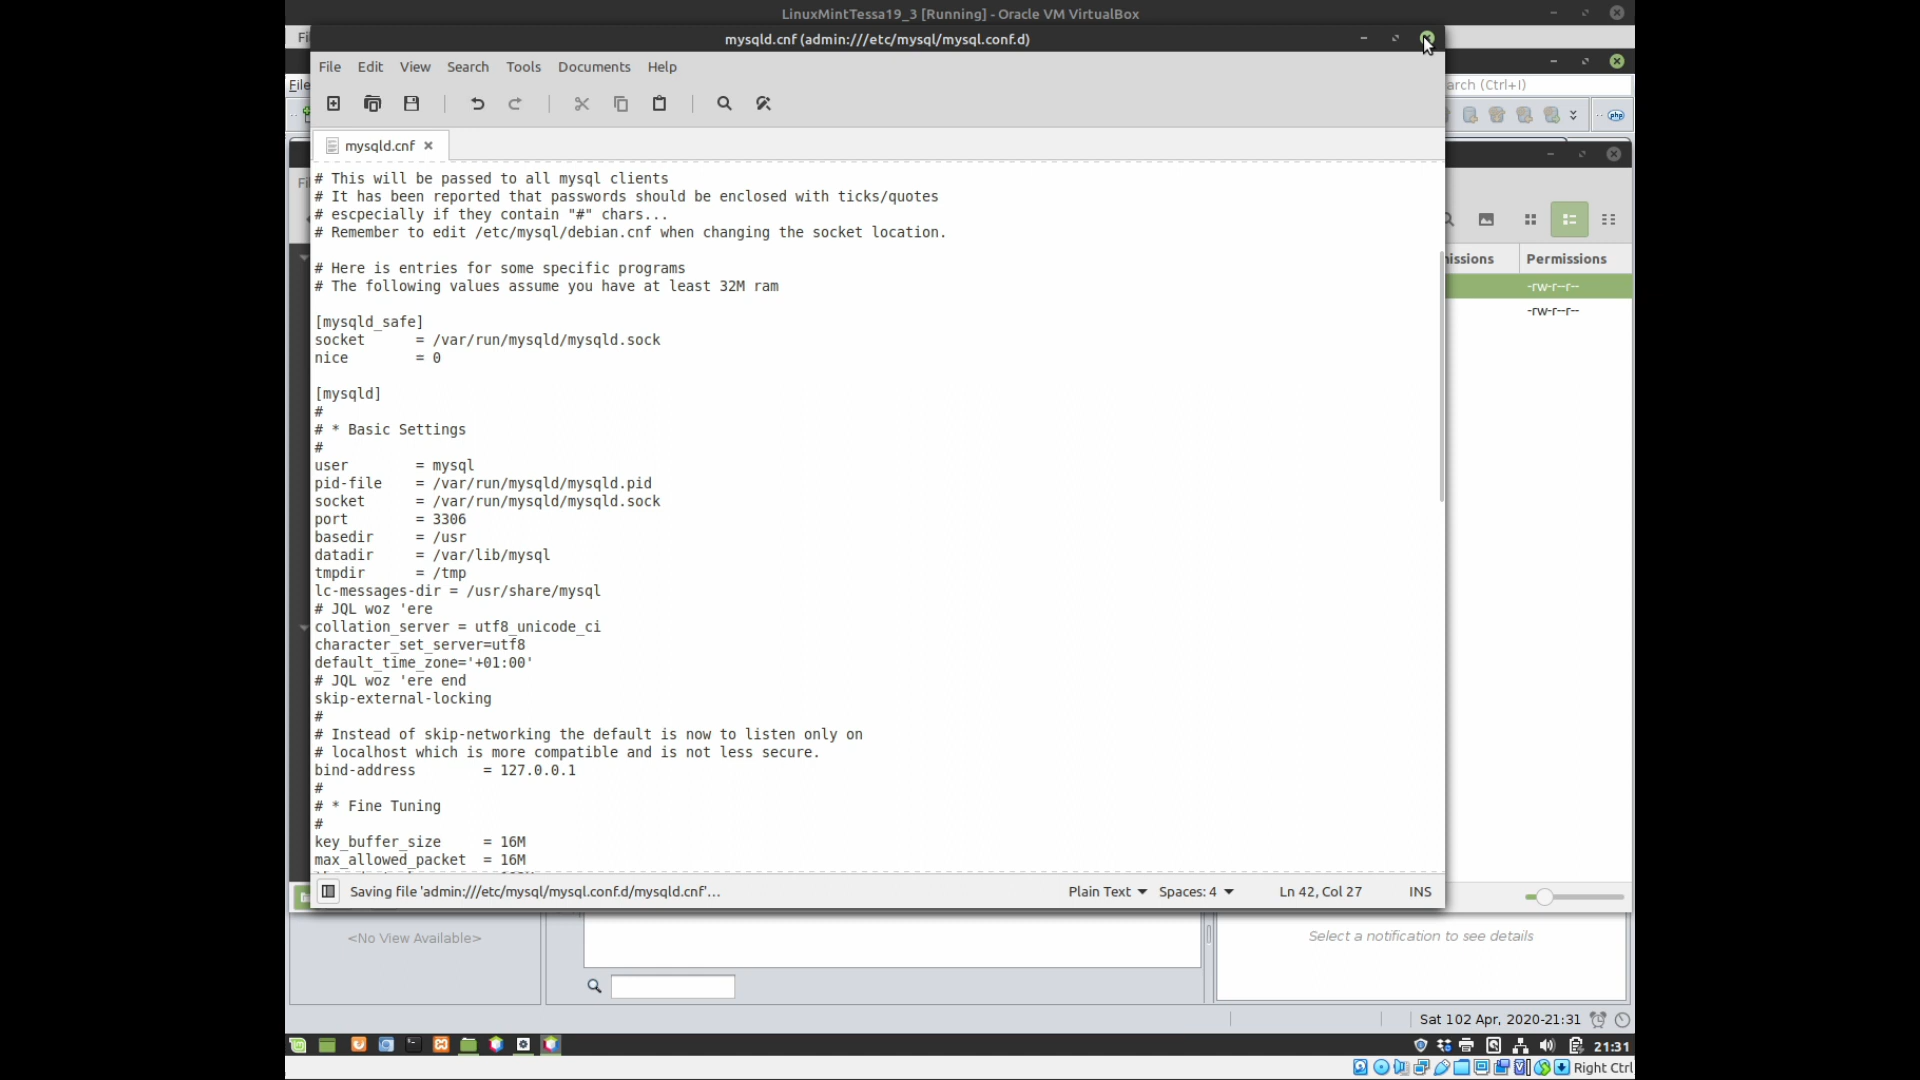 LinuxMintTessa19_3 [Running] - Oracle VM VirtualBox
mysqld.cnf (admin:///etc/mysql/mysql.conf.d)
File Edit View Search Tools Documents Help
arch (Ctrl+I)
File
php
mysqld.cnf
# This will be passed to all mysql clients
# It has been reported that passwords should be enclosed with ticks/quotes
# escpecially if they contain "#" chars...
# Remember to edit /etc/mysql/debian.cnf when changing the socket location.
# Here is entries for some specific programs
# The following values assume you have at least 32M ram
[mysqld_safe]
socket = /var/run/mysqld/mysqld.sock
nice = 0
[mysqld]
#
# * Basic Settings
#
user = mysql
pid-file = /var/run/mysqld/mysqld.pid
socket = /var/run/mysqld/mysqld.sock
port = 3306
basedir = /usr
datadir = /var/lib/mysql
tmpdir = /tmp
lc-messages-dir = /usr/share/mysql
# JQL woz 'ere
collation_server = utf8_unicode_ci
character_set_server=utf8
default_time_zone='+01:00'
# JQL woz 'ere end
skip-external-locking
#
# Instead of skip-networking the default is now to listen only on
# localhost which is more compatible and is not less secure.
bind-address = 127.0.0.1
#
# * Fine Tuning
#
key_buffer_size = 16M
max_allowed_packet = 16M
issions Permissions
-rw-r--r--
-rw-r--r--
Saving file 'admin:///etc/mysql/mysql.conf.d/mysqld.cnf'...
Plain Text Spaces: 4 Ln 42, Col 27 INS
<No View Available>
Select a notification to see details
Sat 102 Apr, 2020-21:31
21:31
Right Ctrl